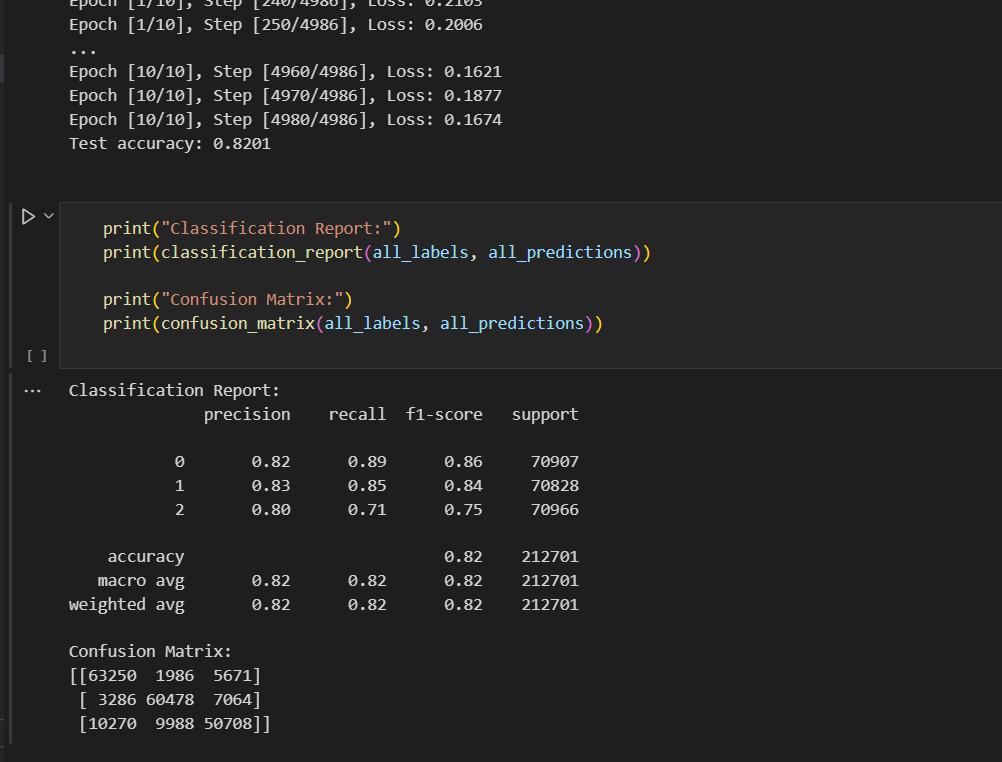 Epoch [1/10], Step [240/4986], Loss: 0.2105
Epoch [1/10], Step [250/4986], Loss: 0.2006
...
Epoch [10/10], Step [4960/4986], Loss: 0.1621
Epoch [10/10], Step [4970/4986], Loss: 0.1877
Epoch [10/10], Step [4980/4986], Loss: 0.1674
Test accuracy: 0.8201
print("Classification Report:")
print(classification_report(all_labels, all_predictions))
print("Confusion Matrix:")
print(confusion_matrix(all_labels, all_predictions))
[ ]
... Classification Report:
precision recall f1-score support
0 0.82 0.89 0.86 70907
1 0.83 0.85 0.84 70828
2 0.80 0.71 0.75 70966
accuracy 0.82 212701
macro avg 0.82 0.82 0.82 212701
weighted avg 0.82 0.82 0.82 212701
Confusion Matrix:
[[63250 1986 5671]
[ 3286 60478 7064]
[10270 9988 50708]]